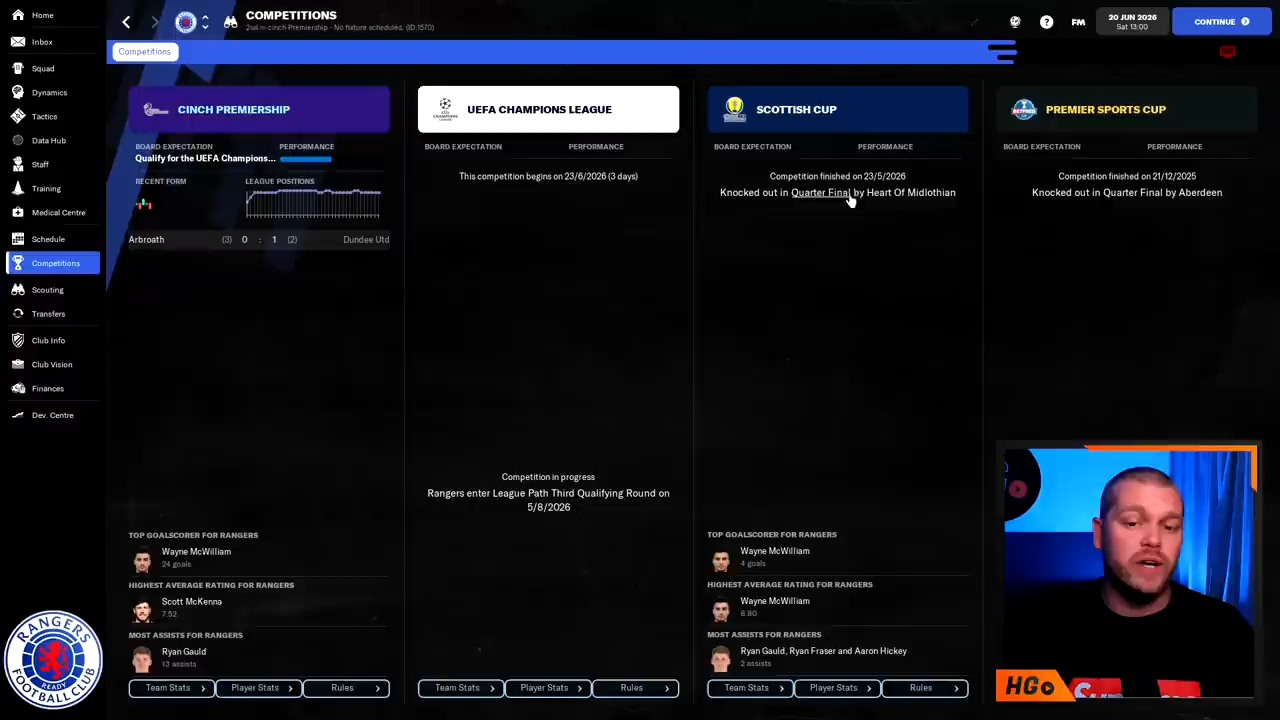 Home
Inbox
Squad
Dynamics
Tactics
Data Hub
Staff
Training
Medical Centre
Schedule
Competitions
Scouting
Transfers
Club Info
Club Vision
Finances
Dev. Centre
RANGERS
READY
FOOTBALL CLUB
COMPETITIONS
2nd in cinch Premiership - No fixture scheduled. (ID:1570)
?
FM
20 JUN 2026
Sat 13:00
CONTINUE
Competitions
CINCH PREMIERSHIP
BOARD EXPECTATION PERFORMANCE
Qualify for the UEFA Champions...
RECENT FORM LEAGUE POSITIONS
Arbroath (3) 0 : 1 (2) Dundee Utd
TOP GOALSCORER FOR RANGERS
Wayne McWilliam
24 goals
HIGHEST AVERAGE RATING FOR RANGERS
Scott McKenna
7.52
MOST ASSISTS FOR RANGERS
Ryan Gauld
13 assists
Team Stats Player Stats Rules
UEFA CHAMPIONS LEAGUE
BOARD EXPECTATION PERFORMANCE
This competition begins on 23/6/2026 (3 days)
Competition in progress
Rangers enter League Path Third Qualifying Round on
5/8/2026
Team Stats Player Stats Rules
SCOTTISH CUP
BOARD EXPECTATION PERFORMANCE
Competition finished on 23/5/2026
Knocked out in Quarter Final by Heart Of Midlothian
TOP GOALSCORER FOR RANGERS
Wayne McWilliam
4 goals
HIGHEST AVERAGE RATING FOR RANGERS
Wayne McWilliam
8.80
MOST ASSISTS FOR RANGERS
Ryan Gauld, Ryan Fraser and Aaron Hickey
2 assists
Team Stats Player Stats Rules
PREMIER SPORTS CUP
BOARD EXPECTATION PERFORMANCE
Competition finished on 21/12/2025
Knocked out in Quarter Final by Aberdeen
HGo